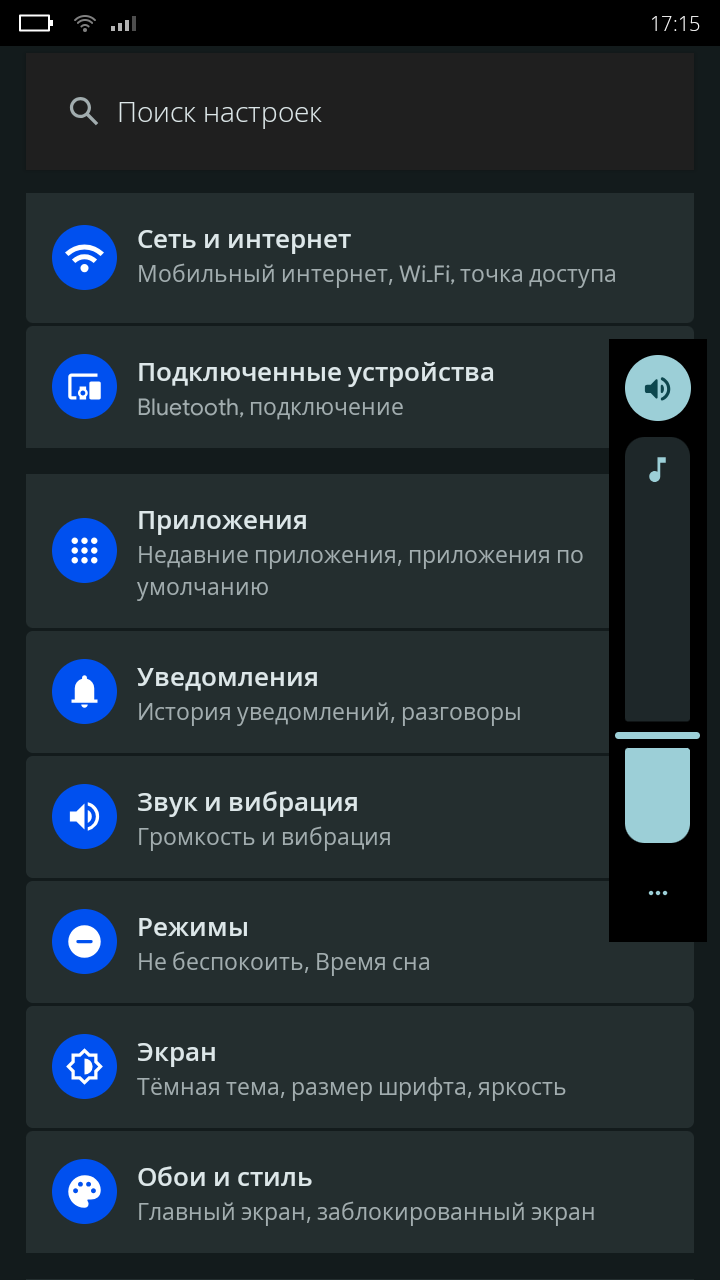 17:15
Поиск настроек
Сеть и интернет
Мобильный интернет, Wi-Fi, точка доступа
Подключенные устройства
Bluetooth, подключение
Приложения
Недавние приложения, приложения по
умолчанию
Уведомления
История уведомлений, разговоры
Звук и вибрация
Громкость и вибрация
Режимы
Не беспокоить, Время сна
Экран
Тёмная тема, размер шрифта, яркость
Обои и стиль
Главный экран, заблокированный экран